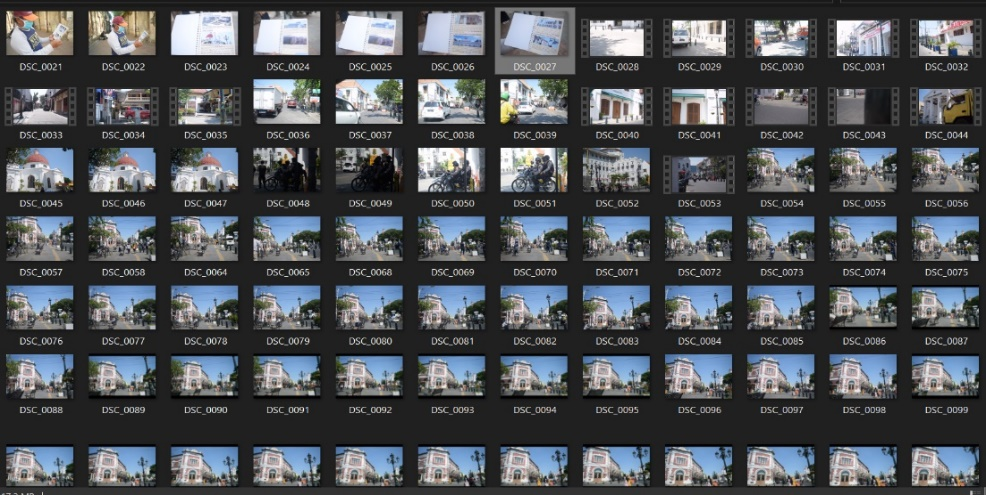 DSC_0021 DSC_0022 DSC_0023 DSC_0024 DSC_0025 DSC_0026 DSC_0027 DSC_0028 DSC_0029 DSC_0030 DSC_0031 DSC_0032
DSC_0033 DSC_0034 DSC_0035 DSC_0036 DSC_0037 DSC_0038 DSC_0039 DSC_0040 DSC_0041 DSC_0042 DSC_0043 DSC_0044
DSC_0045 DSC_0046 DSC_0047 DSC_0048 DSC_0049 DSC_0050 DSC_0051 DSC_0052 DSC_0053 DSC_0054 DSC_0055 DSC_0056
DSC_0057 DSC_0058 DSC_0064 DSC_0065 DSC_0068 DSC_0069 DSC_0070 DSC_0071 DSC_0072 DSC_0073 DSC_0074 DSC_0075
DSC_0076 DSC_0077 DSC_0078 DSC_0079 DSC_0080 DSC_0081 DSC_0082 DSC_0083 DSC_0084 DSC_0085 DSC_0086 DSC_0087
DSC_0088 DSC_0089 DSC_0090 DSC_0091 DSC_0092 DSC_0093 DSC_0094 DSC_0095 DSC_0096 DSC_0097 DSC_0098 DSC_0099